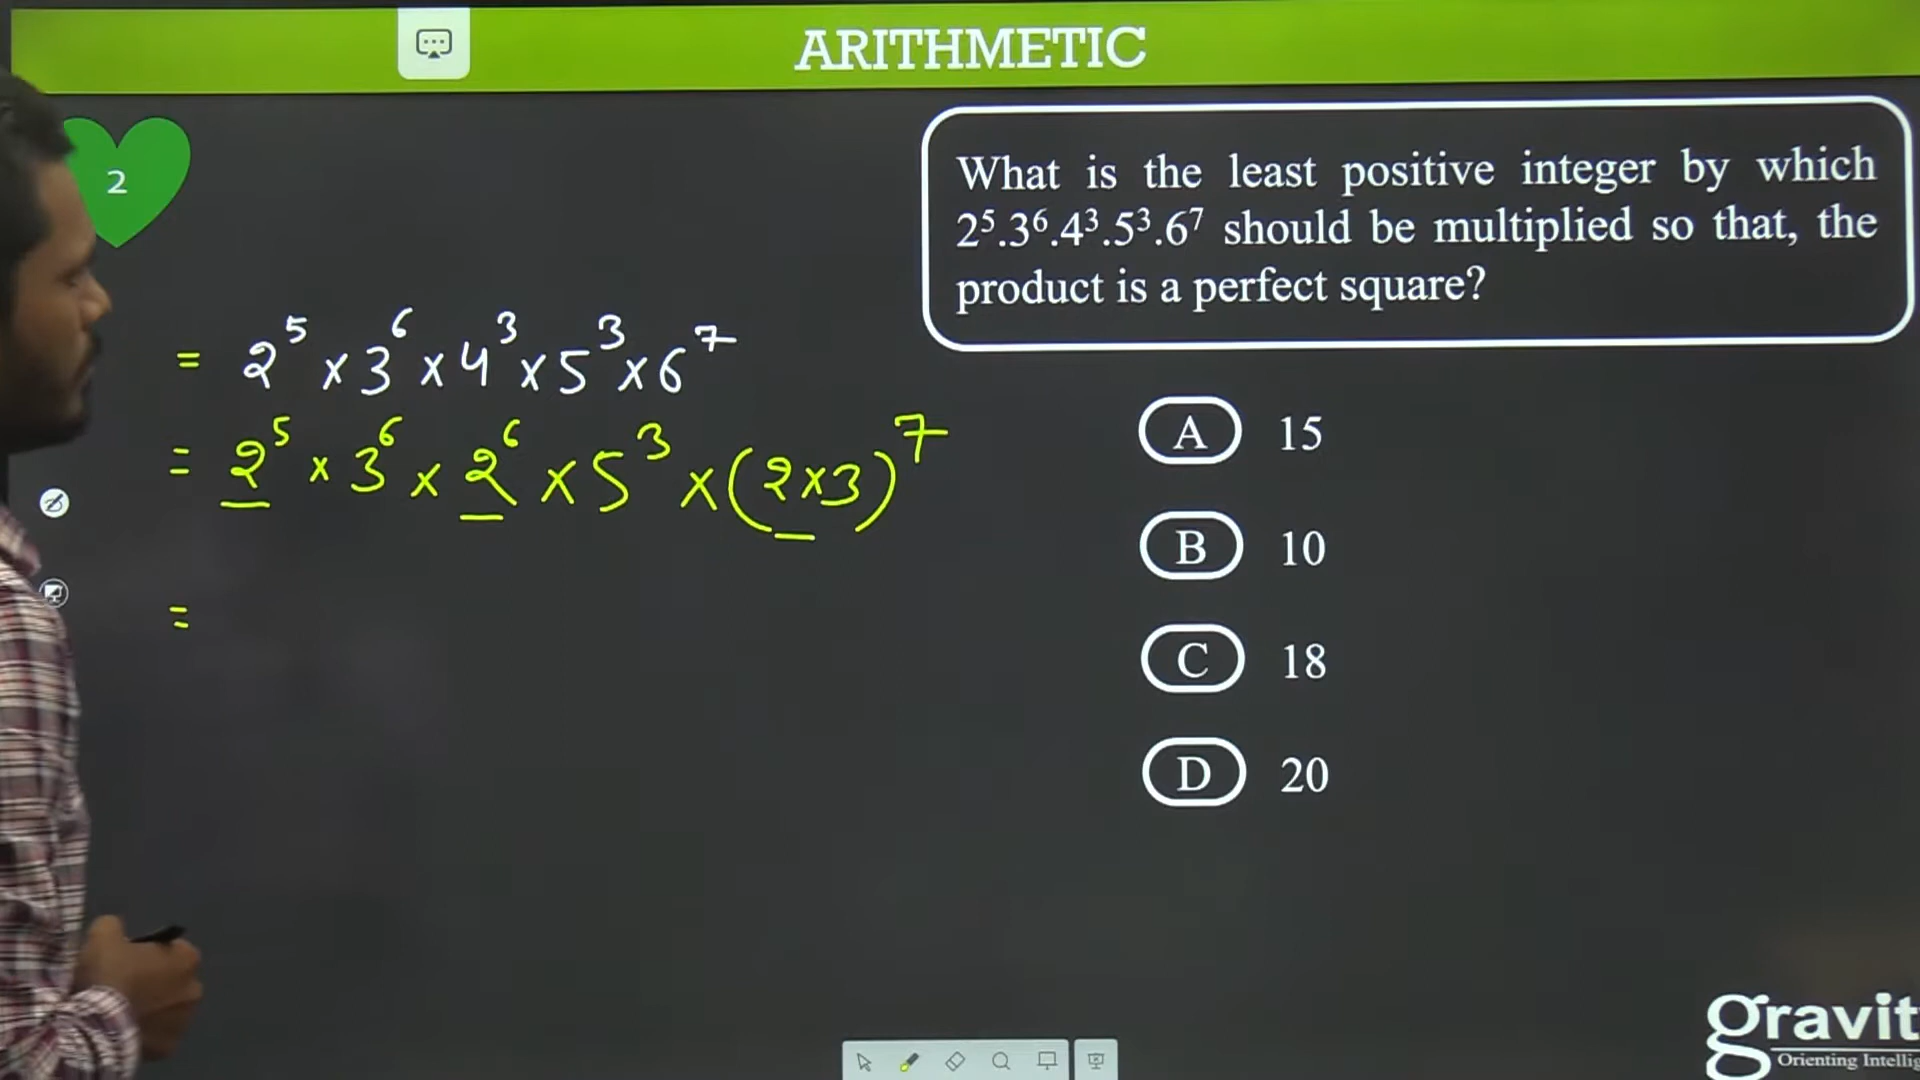 ARITHMETIC
2
What is the least positive integer by which
2⁵.3⁶.4³.5³.6⁷ should be multiplied so that, the
product is a perfect square?
= 2⁵ × 3⁶ × 4³ × 5³ × 6⁷
= 2⁵ × 3⁶ × 2⁶ × 5³ × (2×3)⁷
=
A 15
B 10
C 18
D 20
gravit
Orienting Intellig